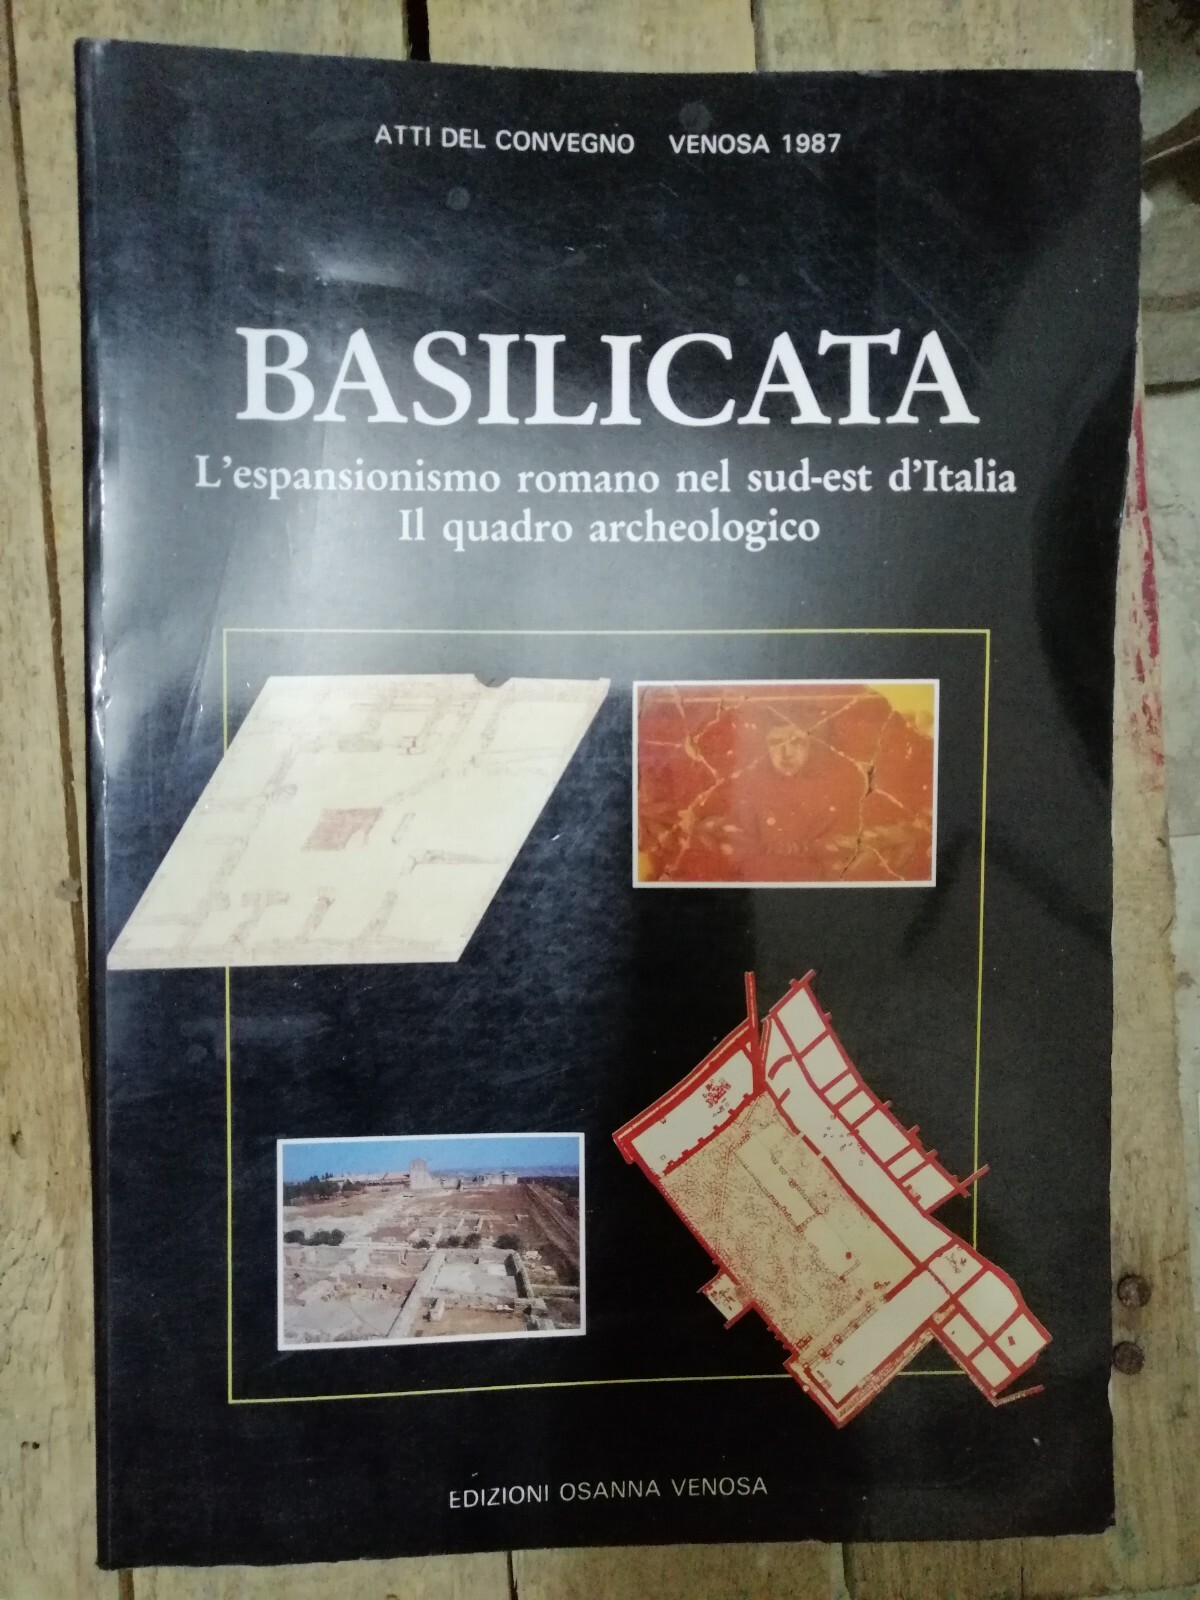 ATTI DEL CONVEGNO VENOSA 1987
BASILICATA
L'espansionismo romano nel sud-est d'Italia
Il quadro archeologico
EDIZIONI OSANNA VENOSA